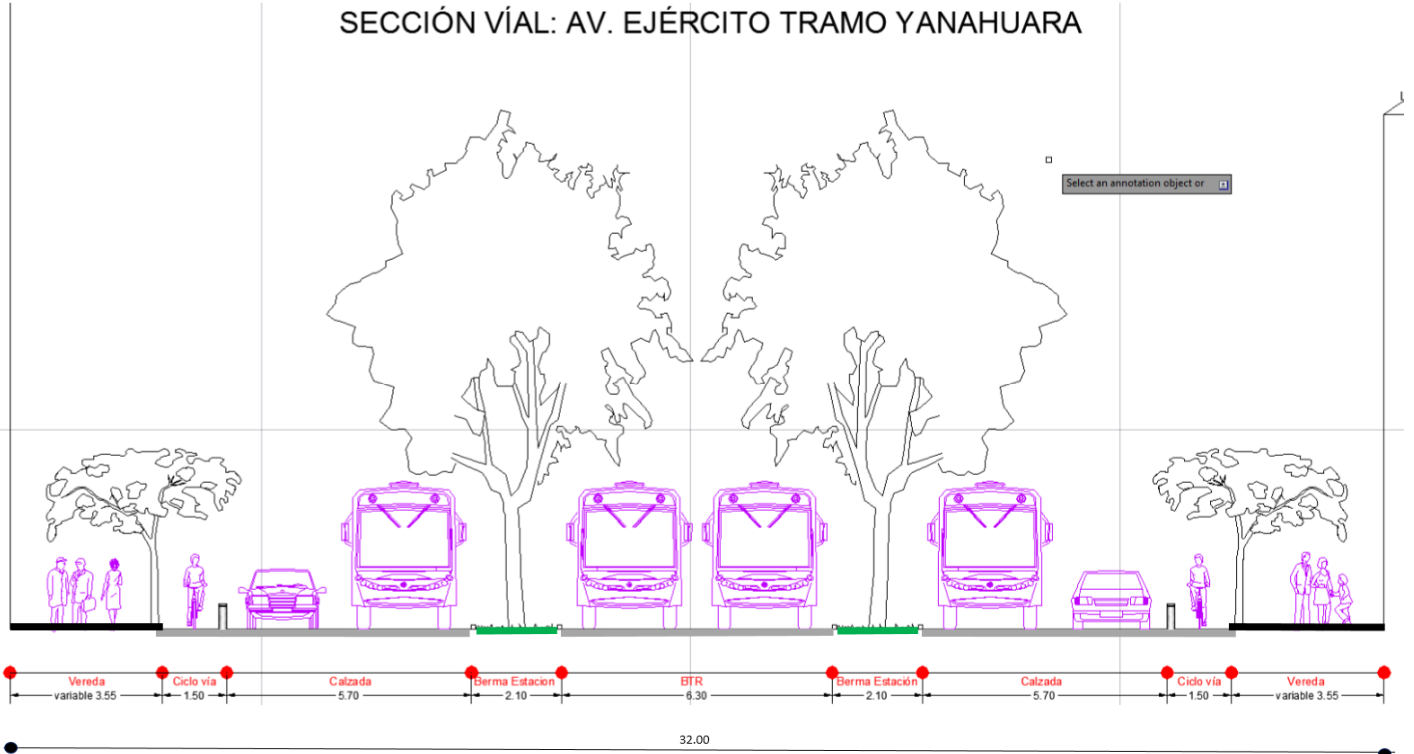 SECCIÓN VÍAL: AV. EJÉRCITO TRAMO YANAHUARA
Select an annotation object or
Vereda Ciclo vía Calzada Berma Estacion BTR Berma Estación Calzada Ciclo vía Vereda
variable 3.55 1.50 5.70 2.10 6.30 2.10 5.70 1.50 variable 3.55
32.00